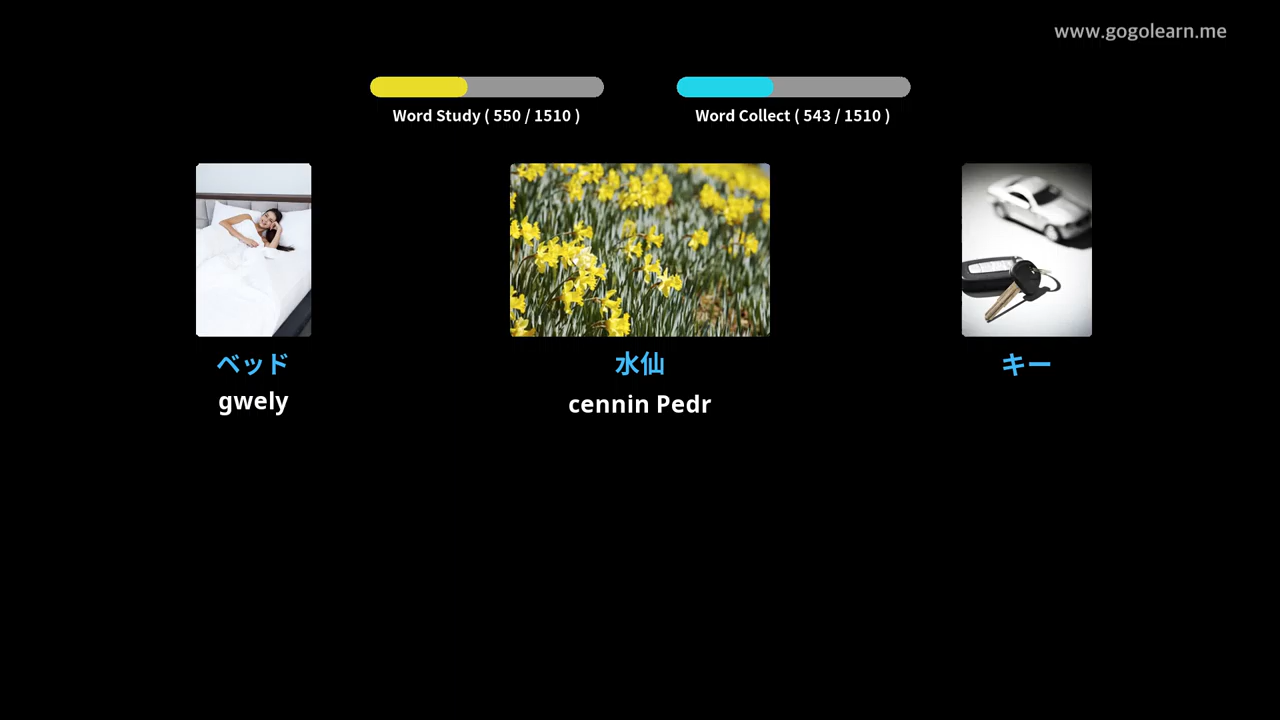 www.gogolearn.me
Word Study ( 550 / 1510 )
Word Collect ( 543 / 1510 )
ベッド
水仙
キー
gwely
cennin Pedr